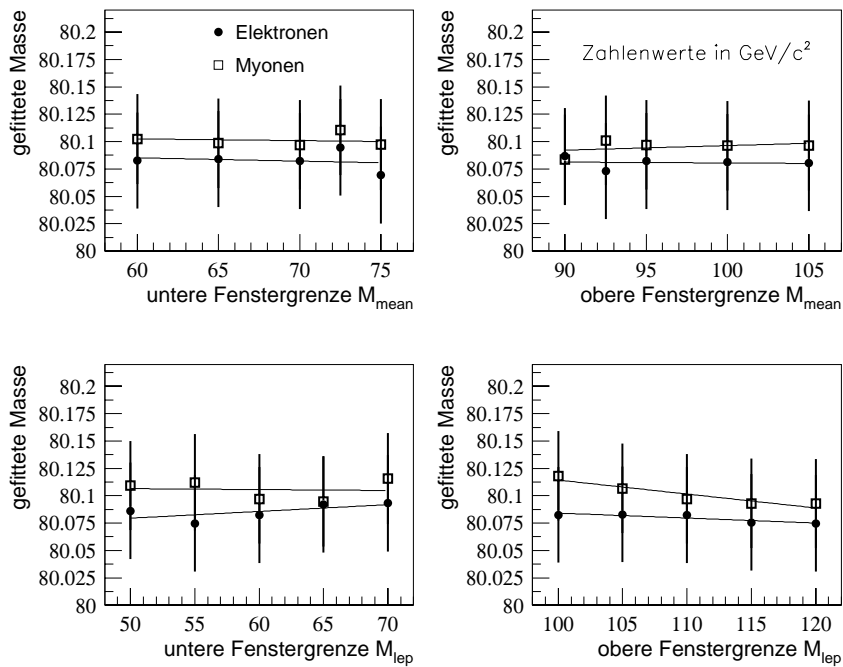 gefittete Masse
80.2
80.175
80.15
80.125
80.1
80.075
80.05
80.025
80
Elektronen
Myonen
60 65 70 75
untere Fenstergrenze M_mean
gefittete Masse
80.2
80.175
80.15
80.125
80.1
80.075
80.05
80.025
80
Zahlenwerte in GeV/c²
90 95 100 105
obere Fenstergrenze M_mean
gefittete Masse
80.2
80.175
80.15
80.125
80.1
80.075
80.05
80.025
80
50 55 60 65 70
untere Fenstergrenze M_lep
gefittete Masse
80.2
80.175
80.15
80.125
80.1
80.075
80.05
80.025
80
100 105 110 115 120
obere Fenstergrenze M_lep